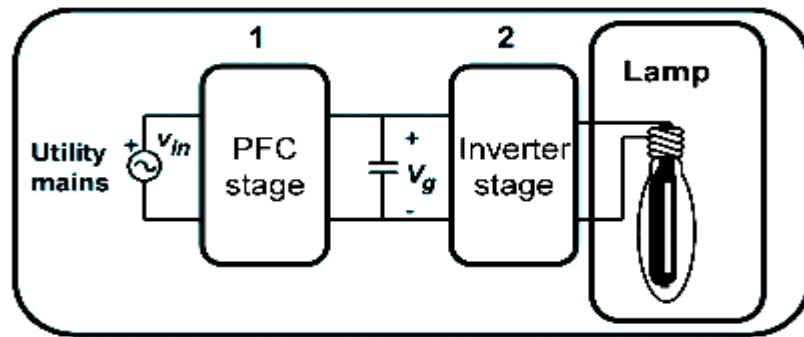 1
2
Lamp
Utility
mains
+
v_in
PFC
stage
+
V_g
-
Inverter
stage